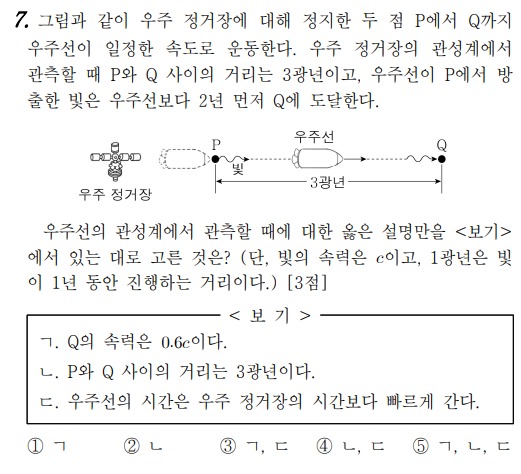 7. 그림과 같이 우주 정거장에 대해 정지한 두 점 P에서 Q까지
우주선이 일정한 속도로 운동한다. 우주 정거장의 관성계에서
관측할 때 P와 Q 사이의 거리는 3광년이고, 우주선이 P에서 방
출한 빛은 우주선보다 2년 먼저 Q에 도달한다.
P 우주선 Q
빛
우주 정거장
3광년
우주선의 관성계에서 관측할 때에 대한 옳은 설명만을 <보기>
에서 있는 대로 고른 것은? (단, 빛의 속력은 c이고, 1광년은 빛
이 1년 동안 진행하는 거리이다.) [3점]
< 보 기 >
ㄱ. Q의 속력은 0.6c이다.
ㄴ. P와 Q 사이의 거리는 3광년이다.
ㄷ. 우주선의 시간은 우주 정거장의 시간보다 빠르게 간다.
① ㄱ ② ㄴ ③ ㄱ, ㄷ ④ ㄴ, ㄷ ⑤ ㄱ, ㄴ, ㄷ